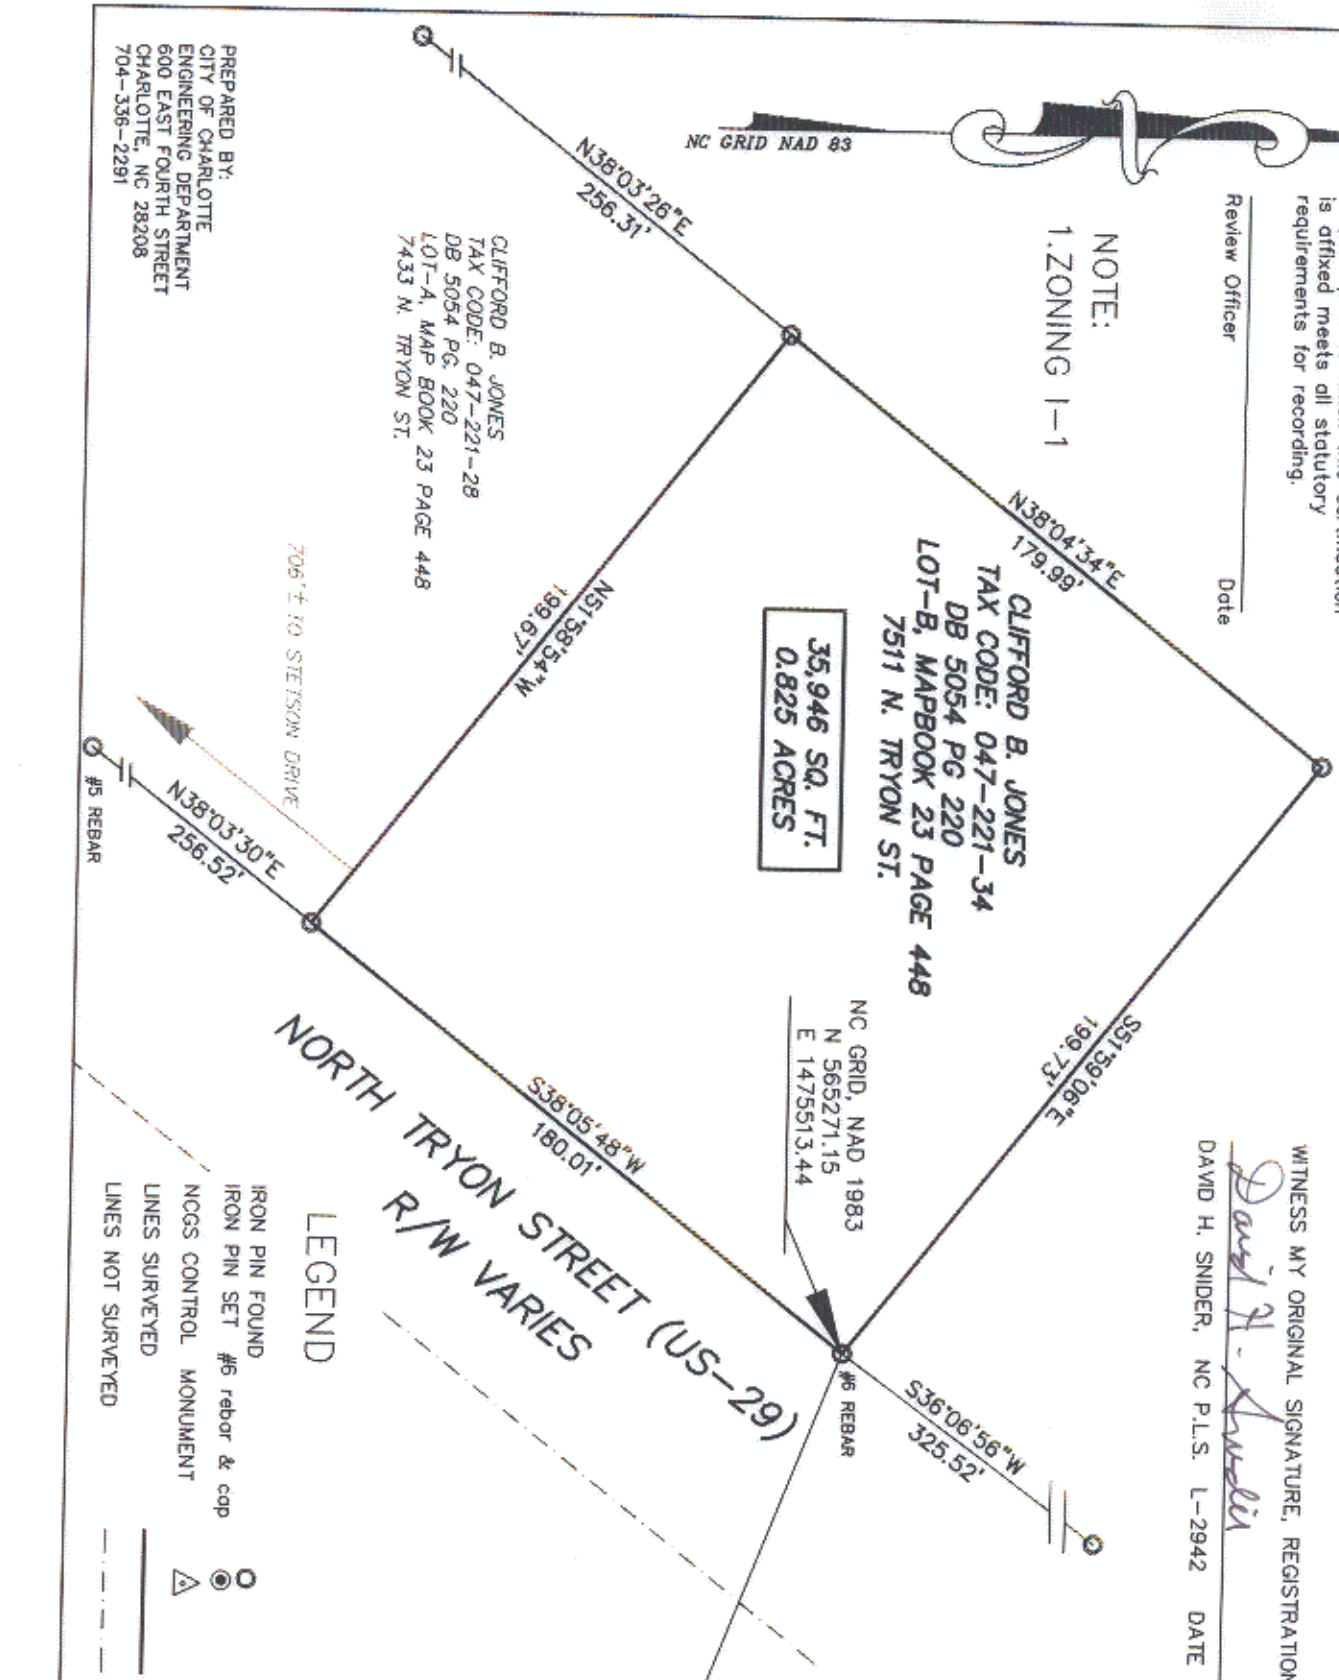 is affixed meets all statutory
requirements for recording.
Review Officer
Date
NC GRID NAD 83
NOTE:
1.ZONING I-1
WITNESS MY ORIGINAL SIGNATURE, REGISTRATION
David H. Snider
DAVID H. SNIDER, NC P.L.S. L-2942 DATE
N38°03'26"E
256.31'
N38°04'34"E
179.99'
S51°59'06"E
199.73'
CLIFFORD B. JONES
TAX CODE: 047-221-34
DB 5054 PG 220
LOT-B, MAPBOOK 23 PAGE 448
7511 N. TRYON ST.
35,946 SQ. FT.
0.825 ACRES
NC GRID, NAD 1983
N 565271.15
E 1475513.44
#6 REBAR
S36°06'56"W
325.52'
CLIFFORD B. JONES
TAX CODE: 047-221-28
DB 5054 PG. 220
LOT-A, MAP BOOK 23 PAGE 448
7433 N. TRYON ST.
N51°58'54"W
199.67'
706'± TO STETSON DRIVE
S38°05'48"W
180.01'
NORTH TRYON STREET (US-29)
R/W VARIES
N38°03'30"E
256.52'
#5 REBAR
PREPARED BY:
CITY OF CHARLOTTE
ENGINEERING DEPARTMENT
600 EAST FOURTH STREET
CHARLOTTE, NC 28208
704-336-2291
LEGEND
IRON PIN FOUND
IRON PIN SET #6 rebar & cap
NCGS CONTROL MONUMENT
LINES SURVEYED
LINES NOT SURVEYED